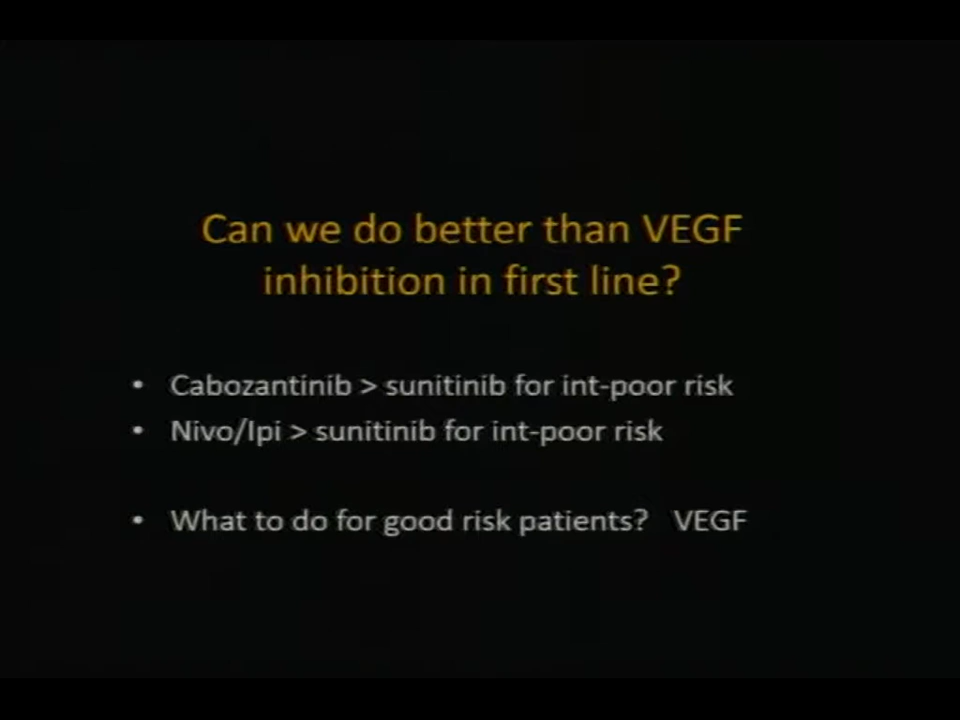 Can we do better than VEGF
inhibition in first line?
• Cabozantinib > sunitinib for int-poor risk
• Nivo/Ipi > sunitinib for int-poor risk
• What to do for good risk patients? VEGF